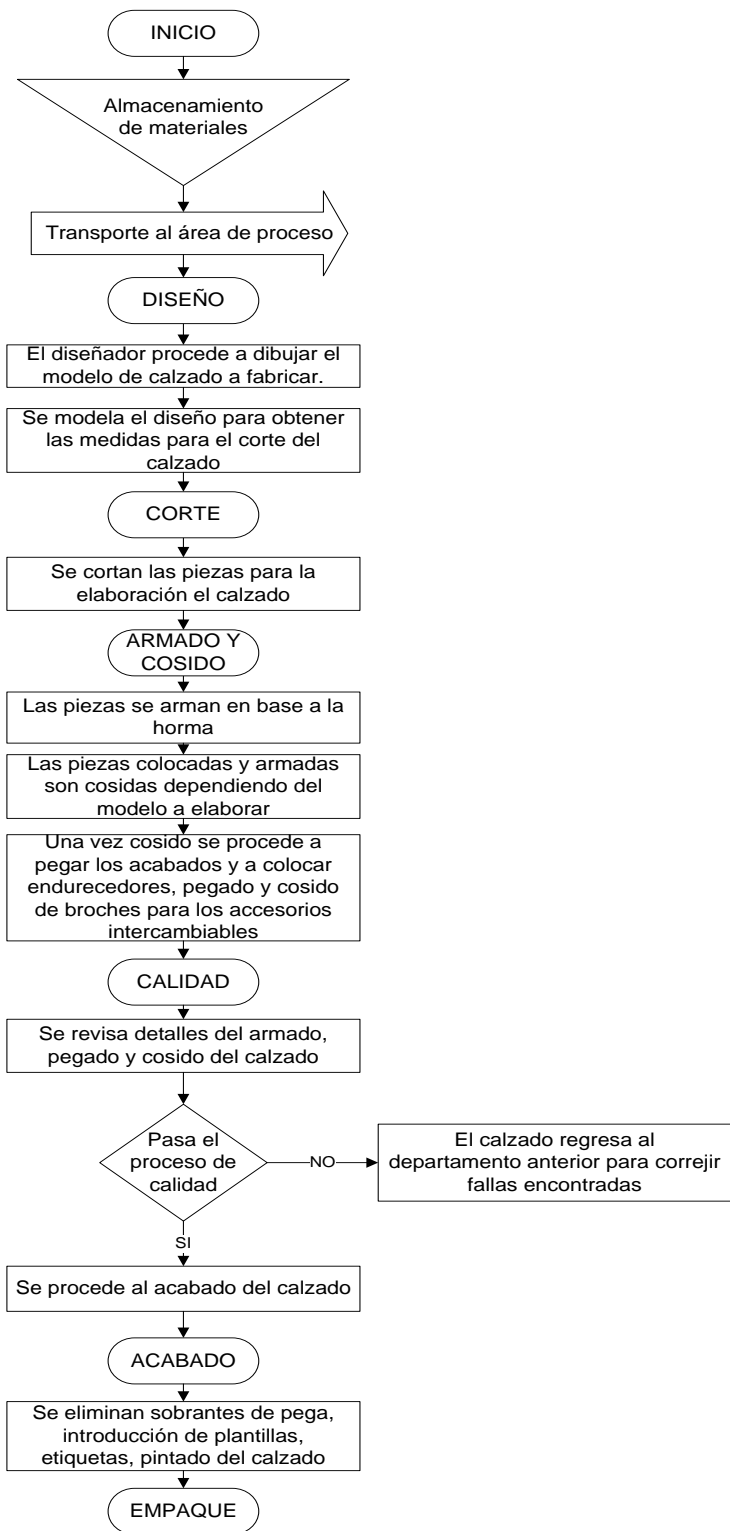 INICIO
Almacenamiento
de materiales
Transporte al área de proceso
DISEÑO
El diseñador procede a dibujar el
modelo de calzado a fabricar.
Se modela el diseño para obtener
las medidas para el corte del
calzado
CORTE
Se cortan las piezas para la
elaboración el calzado
ARMADO Y
COSIDO
Las piezas se arman en base a la
horma
Las piezas colocadas y armadas
son cosidas dependiendo del
modelo a elaborar
Una vez cosido se procede a
pegar los acabados y a colocar
endurecedores, pegado y cosido
de broches para los accesorios
intercambiables
CALIDAD
Se revisa detalles del armado,
pegado y cosido del calzado
Pasa el
proceso de
calidad
NO
El calzado regresa al
departamento anterior para correjir
fallas encontradas
SI
Se procede al acabado del calzado
ACABADO
Se eliminan sobrantes de pega,
introducción de plantillas,
etiquetas, pintado del calzado
EMPAQUE